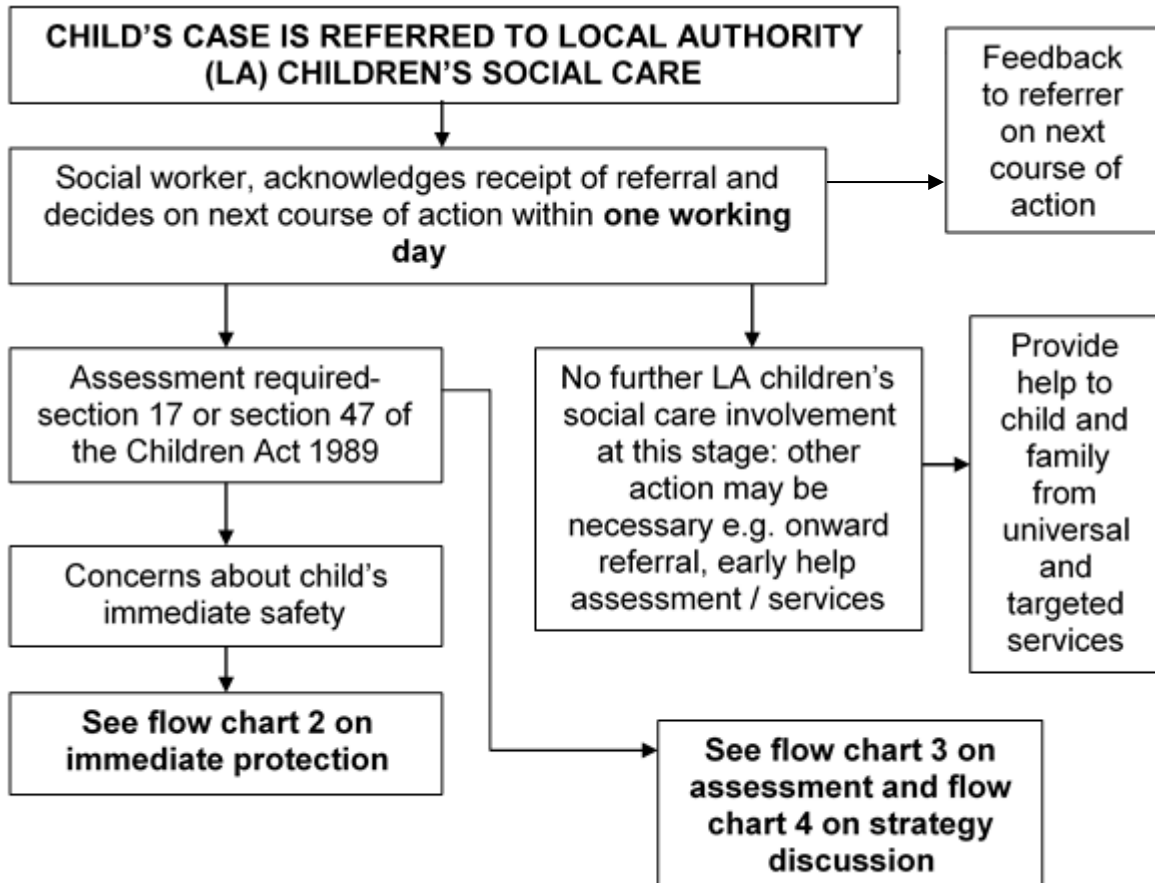 CHILD’S CASE IS REFERRED TO LOCAL AUTHORITY
(LA) CHILDREN’S SOCIAL CARE
Feedback
to referrer
on next
course of
action
Social worker, acknowledges receipt of referral and
decides on next course of action within one working
day
Assessment required-
section 17 or section 47 of
the Children Act 1989
No further LA children’s
social care involvement
at this stage: other
action may be
necessary e.g. onward
referral, early help
assessment / services
Provide
help to
child and
family
from
universal
and
targeted
services
Concerns about child’s
immediate safety
See flow chart 2 on
immediate protection
See flow chart 3 on
assessment and flow
chart 4 on strategy
discussion